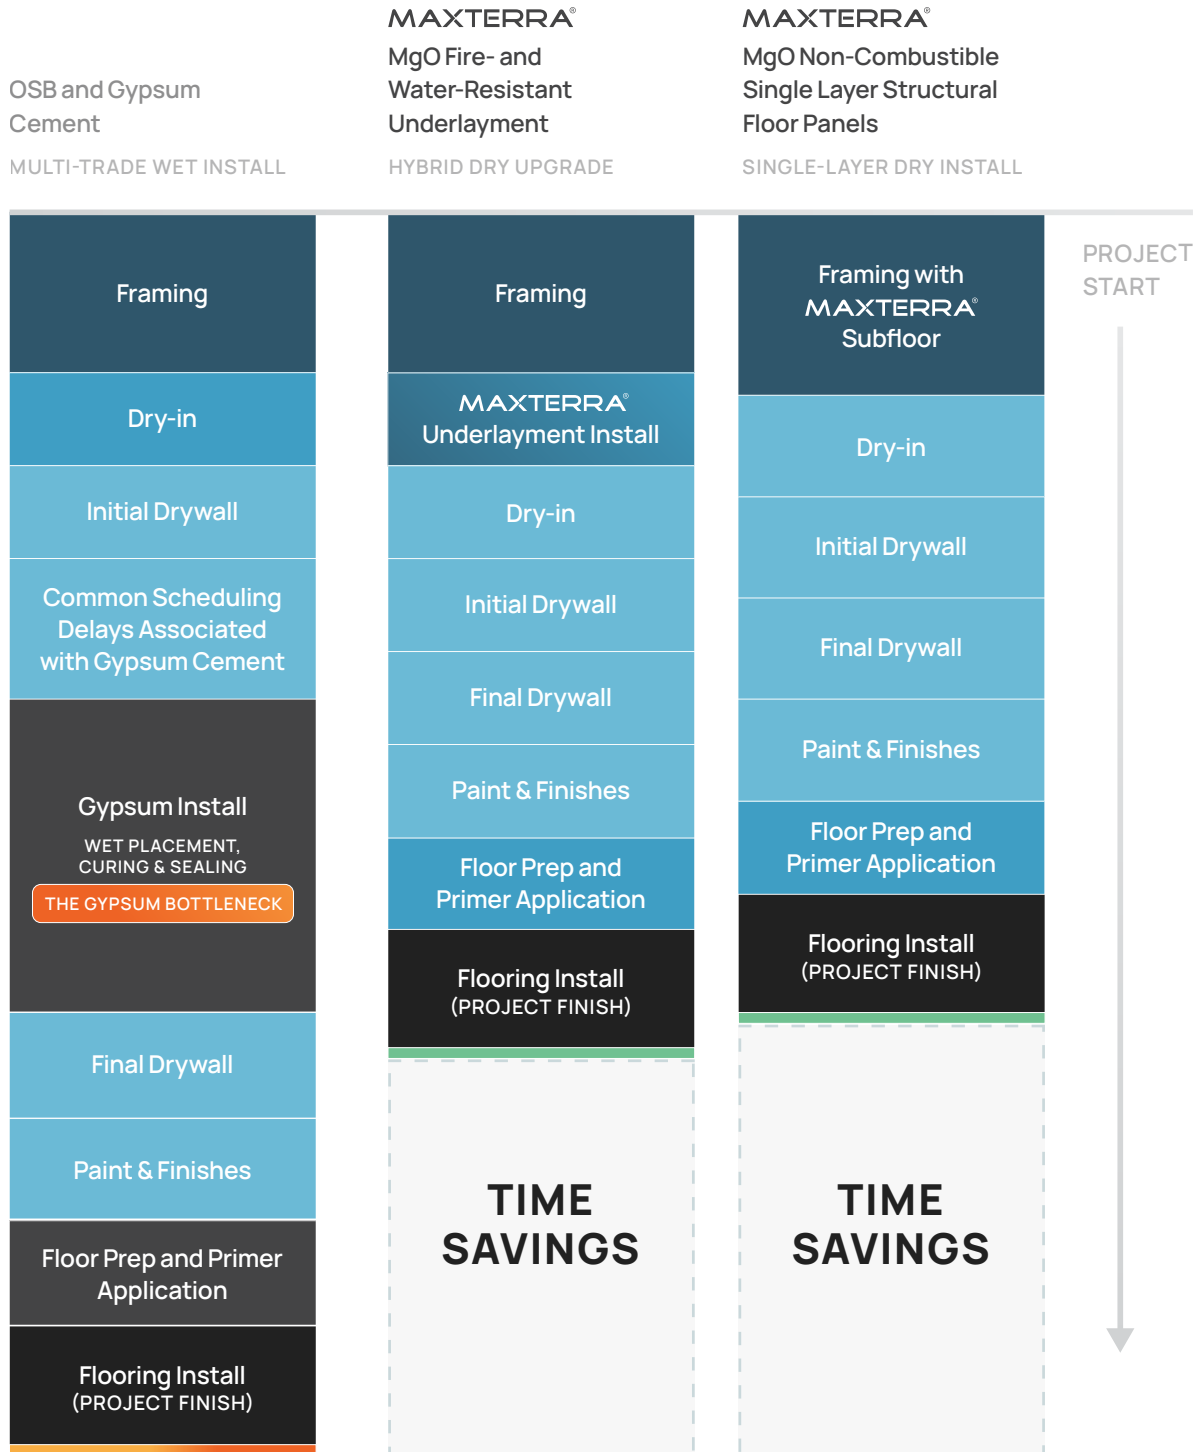 OSB and Gypsum
Cement
MULTI-TRADE WET INSTALL
MAXTERRA®
MgO Fire- and
Water-Resistant
Underlayment
HYBRID DRY UPGRADE
MAXTERRA®
MgO Non-Combustible
Single Layer Structural
Floor Panels
SINGLE-LAYER DRY INSTALL
Framing
Dry-in
Initial Drywall
Common Scheduling
Delays Associated
with Gypsum Cement
Gypsum Install
WET PLACEMENT,
CURING & SEALING
THE GYPSUM BOTTLENECK
Final Drywall
Paint & Finishes
Floor Prep and Primer
Application
Flooring Install
(PROJECT FINISH)
Framing
MAXTERRA®
Underlayment Install
Dry-in
Initial Drywall
Final Drywall
Paint & Finishes
Floor Prep and
Primer Application
Flooring Install
(PROJECT FINISH)
TIME
SAVINGS
Framing with
MAXTERRA®
Subfloor
Dry-in
Initial Drywall
Final Drywall
Paint & Finishes
Floor Prep and
Primer Application
Flooring Install
(PROJECT FINISH)
TIME
SAVINGS
PROJECT
START